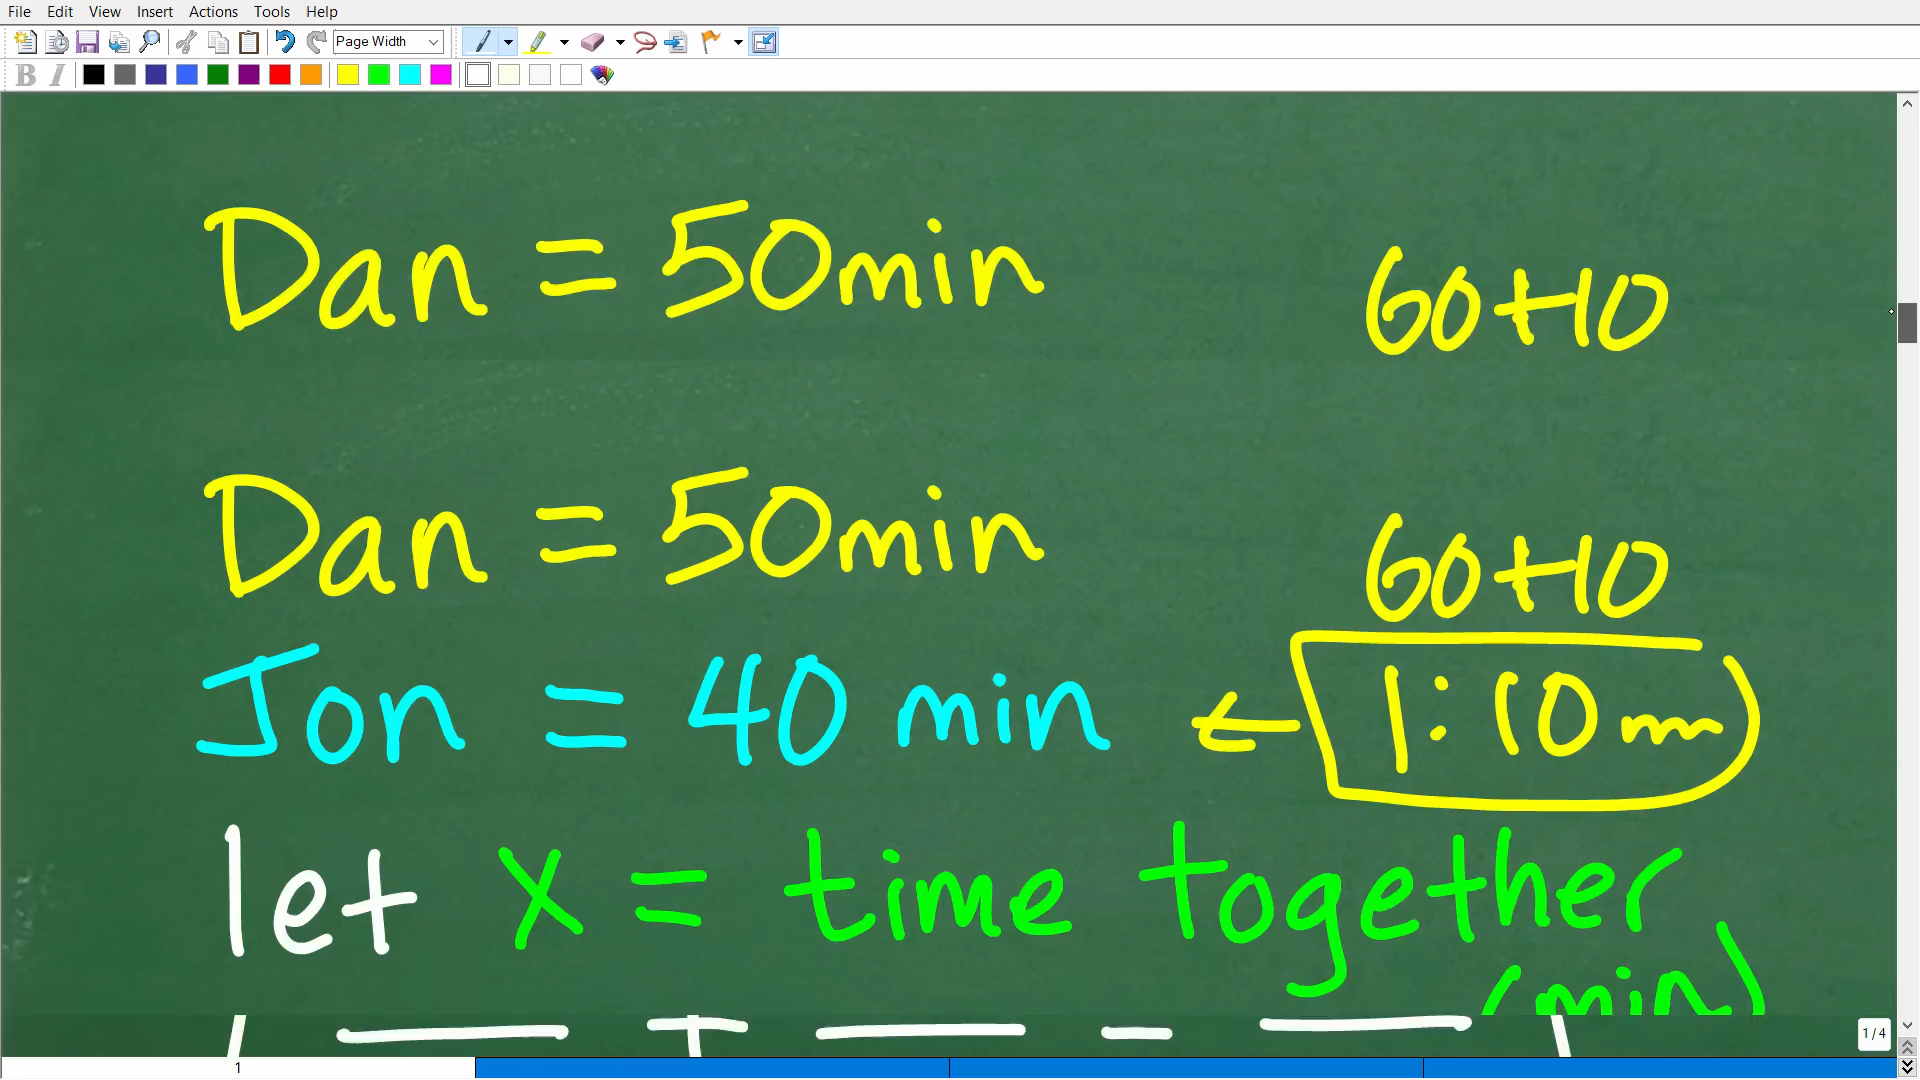 File Edit View Insert Actions Tools Help
Page Width
B I
Dan = 50min 60+10
Dan = 50min 60+10
Jon = 40 min ← 1:10m
let x = time together
(min)
1/4
1